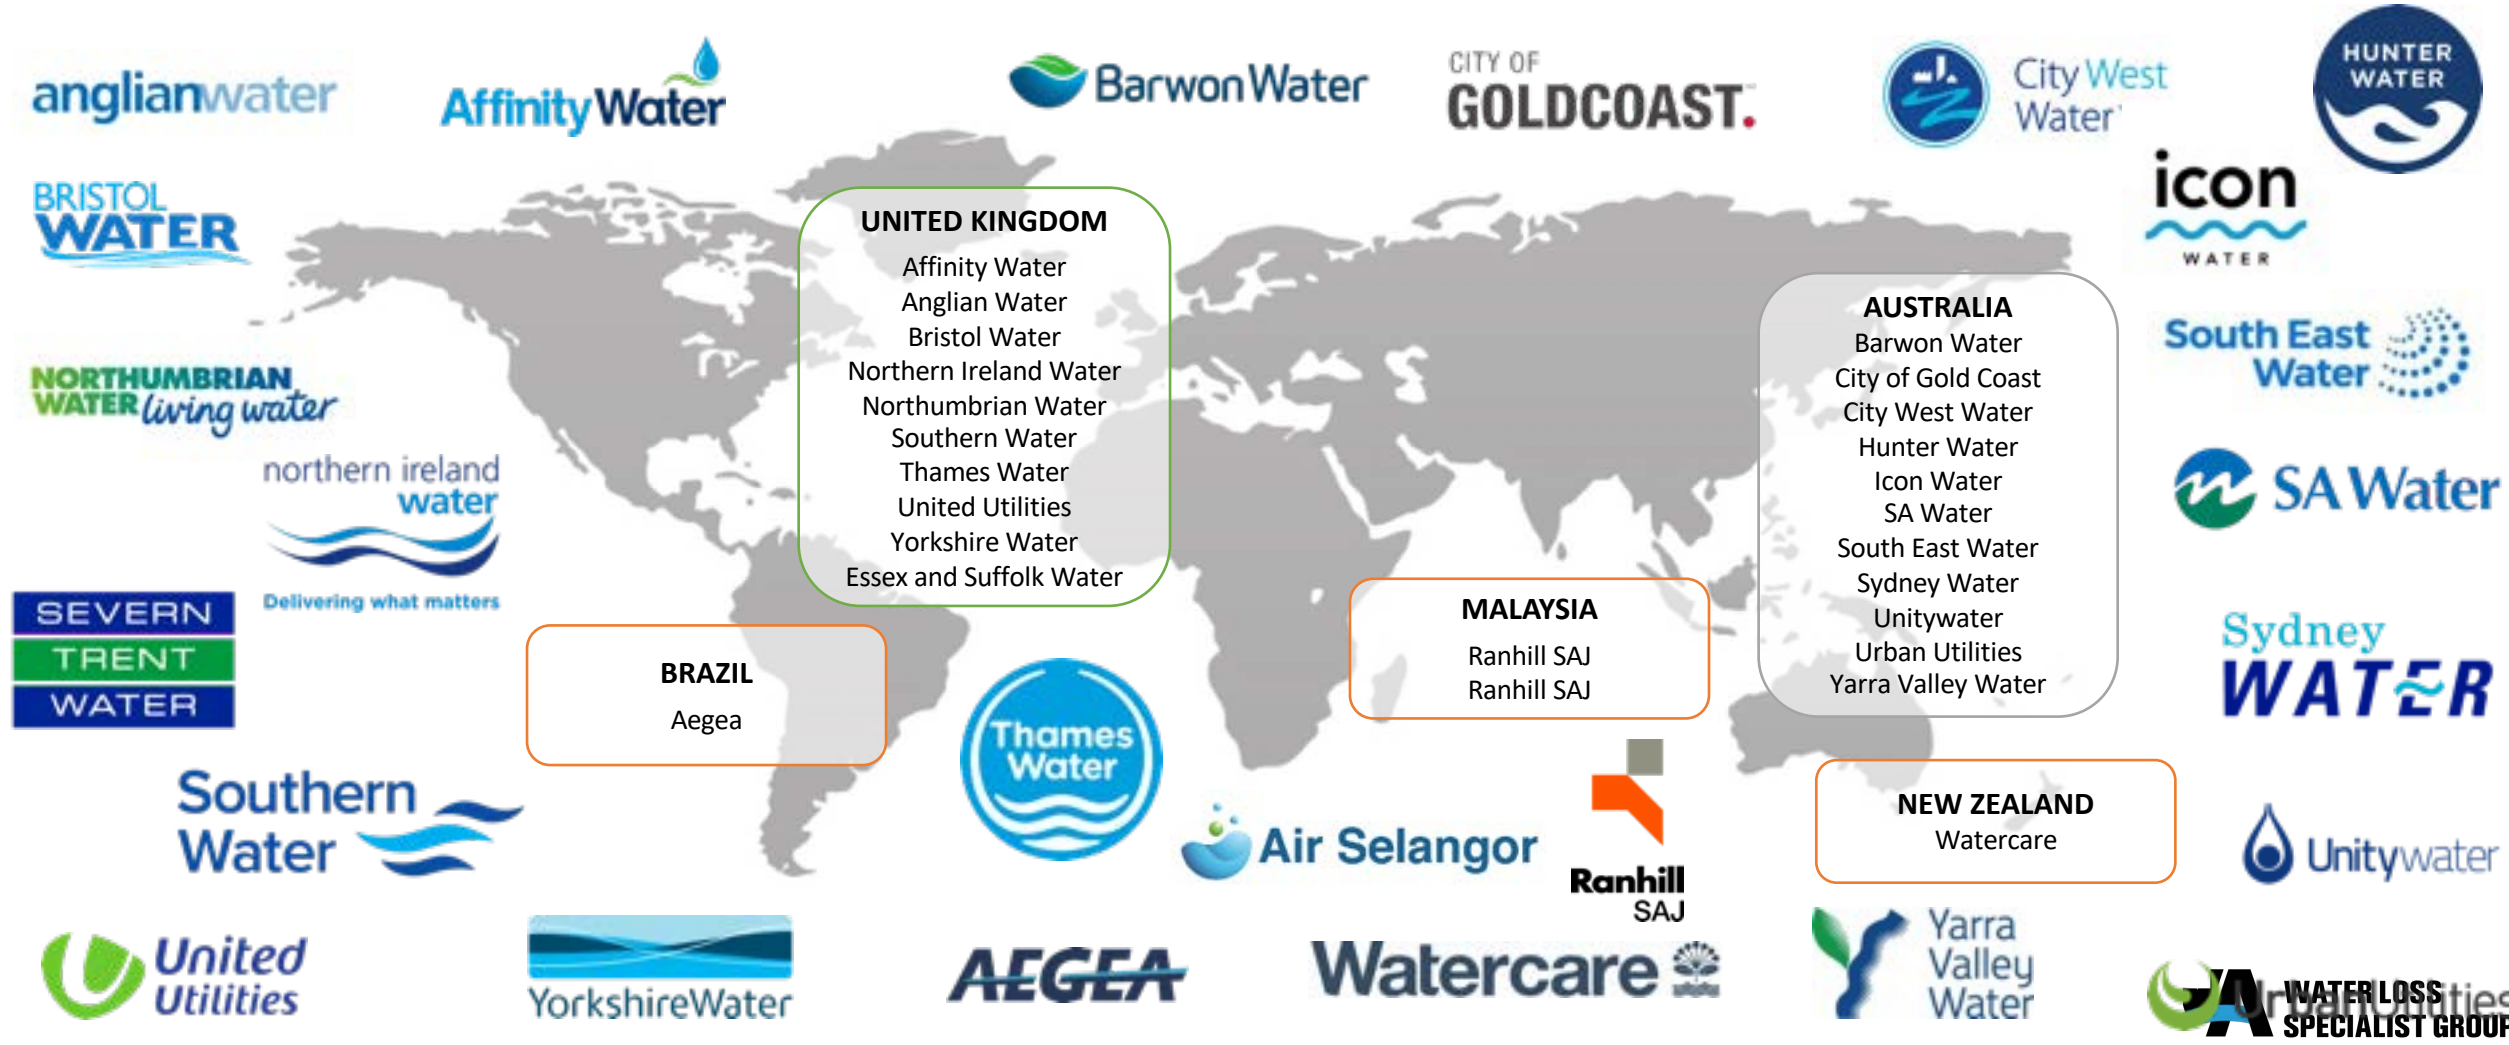 anglianwater
Affinity Water
Barwon Water
CITY OF
GOLDCOAST.
City West
Water
HUNTER
WATER
BRISTOL
WATER
icon
WATER
NORTHUMBRIAN
WATER living water
northern ireland
water
Delivering what matters
SEVERN
TRENT
WATER
Southern
Water
United
Utilities
YorkshireWater
UNITED KINGDOM
Affinity Water
Anglian Water
Bristol Water
Northern Ireland Water
Northumbrian Water
Southern Water
Thames Water
United Utilities
Yorkshire Water
Essex and Suffolk Water
BRAZIL
Aegea
Thames
Water
Air Selangor
AEGEA
MALAYSIA
Ranhill SAJ
Ranhill SAJ
Ranhill
SAJ
Watercare
AUSTRALIA
Barwon Water
City of Gold Coast
City West Water
Hunter Water
Icon Water
SA Water
South East Water
Sydney Water
Unitywater
Urban Utilities
Yarra Valley Water
NEW ZEALAND
Watercare
South East
Water
SA Water
Sydney
WATER
Unitywater
Yarra
Valley
Water
UrbanUtilities
WATER LOSS
SPECIALIST GROUP